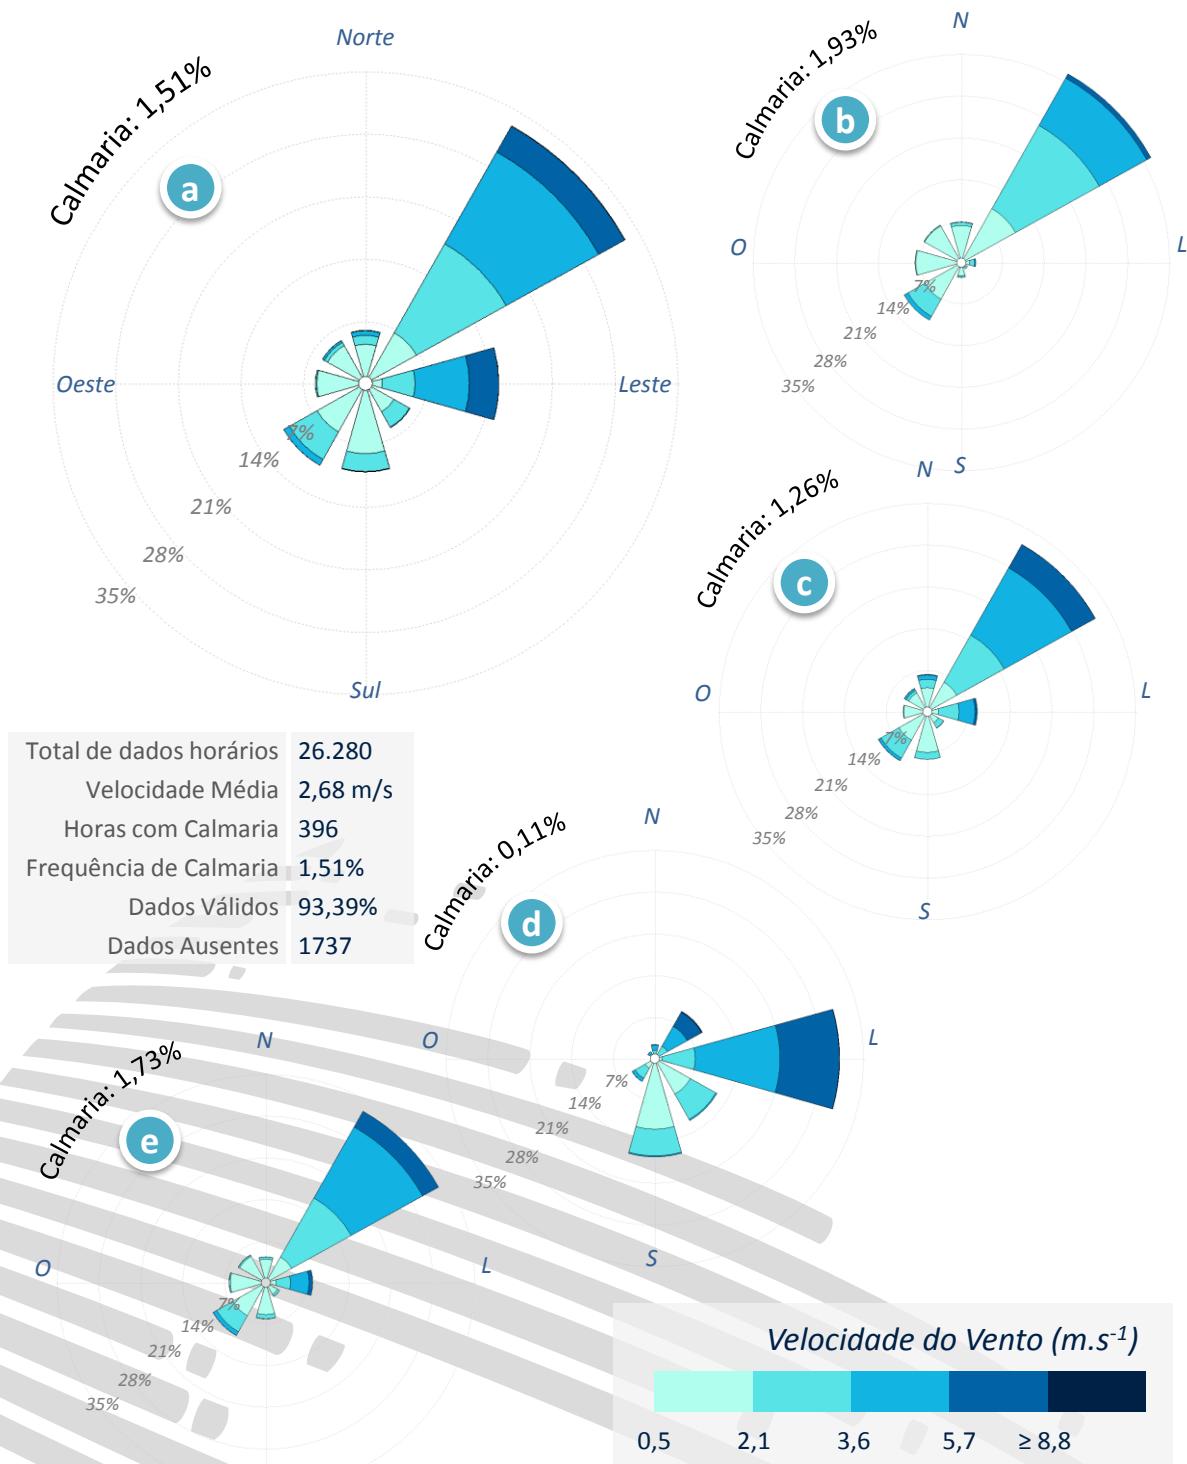 Norte
Calmaria: 1,51%
a
Oeste
Leste
7%
14%
21%
28%
35%
Sul
N
Calmaria: 1,93%
b
O
L
7%
14%
21%
28%
35%
S
N
Calmaria: 1,26%
c
O
L
7%
14%
21%
28%
35%
S
Total de dados horários 26.280
Velocidade Média 2,68 m/s
Horas com Calmaria 396
Frequência de Calmaria 1,51%
Dados Válidos 93,39%
Dados Ausentes 1737
N
Calmaria: 0,11%
d
O
L
7%
14%
21%
28%
35%
S
N
Calmaria: 1,73%
e
O
L
7%
14%
21%
28%
35%
Velocidade do Vento (m.s⁻¹)
0,5 2,1 3,6 5,7 ≥ 8,8